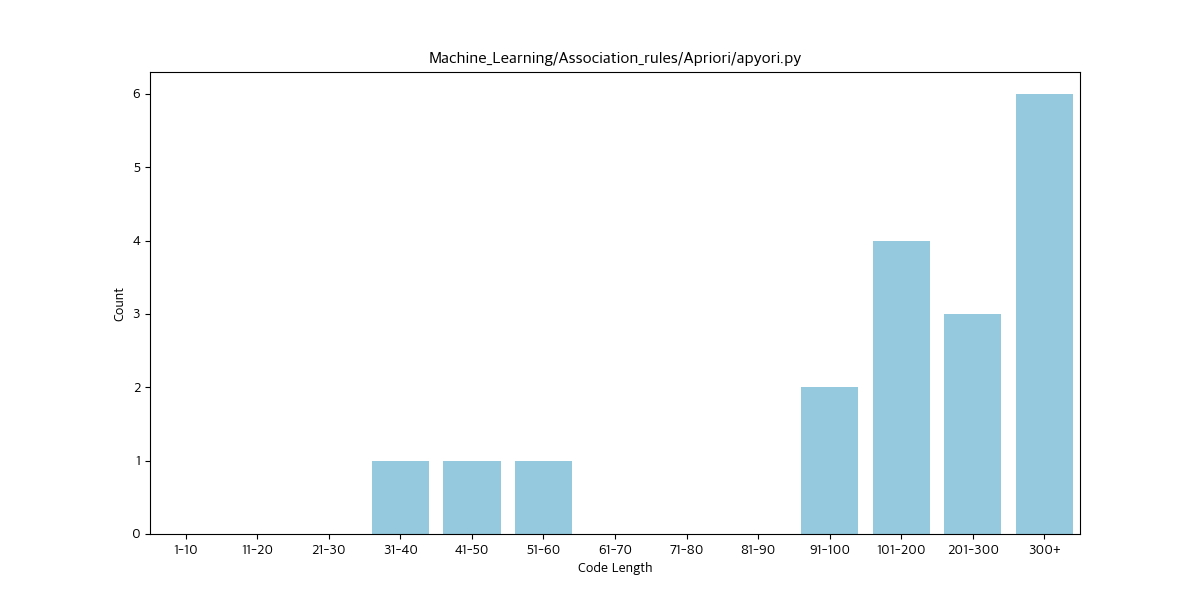 Machine_Learning/Association_rules/Apriori/apyori.py
6
5
4
3
2
1
0
Count
1-10 11-20 21-30 31-40 41-50 51-60 61-70 71-80 81-90 91-100 101-200 201-300 300+
Code Length